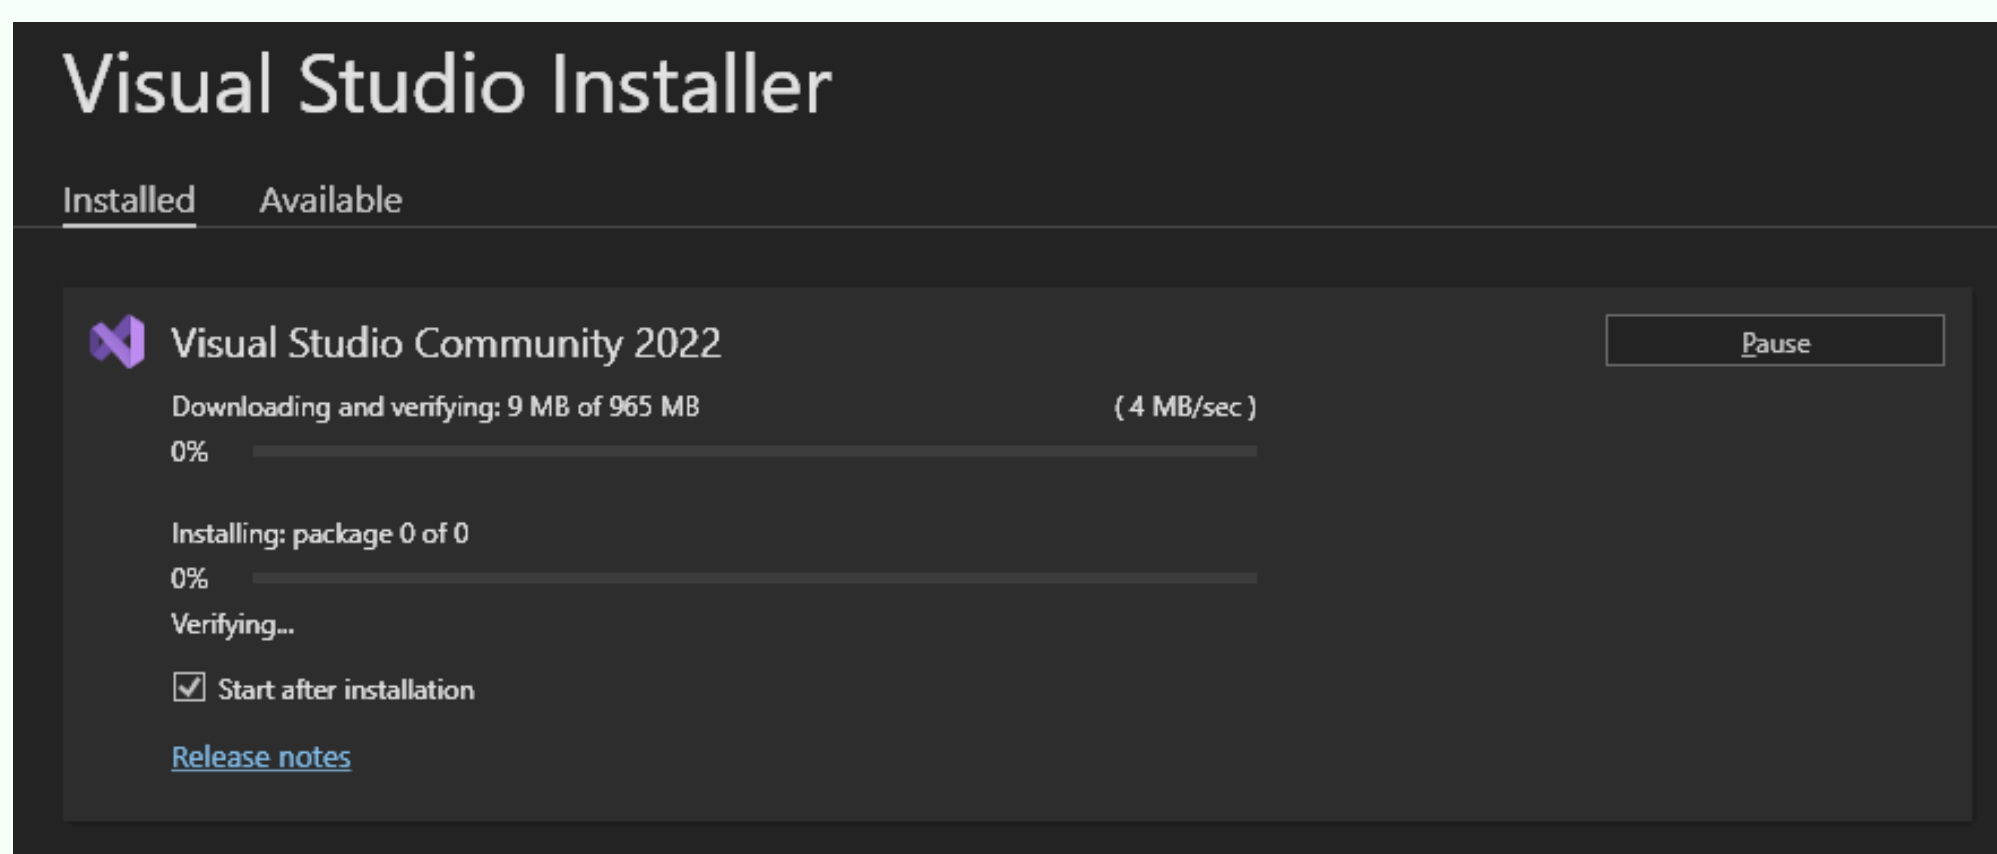 Visual Studio Installer
Installed Available
Visual Studio Community 2022
Pause
Downloading and verifying: 9 MB of 965 MB ( 4 MB/sec )
0%
Installing: package 0 of 0
0%
Verifying...
Start after installation
Release notes